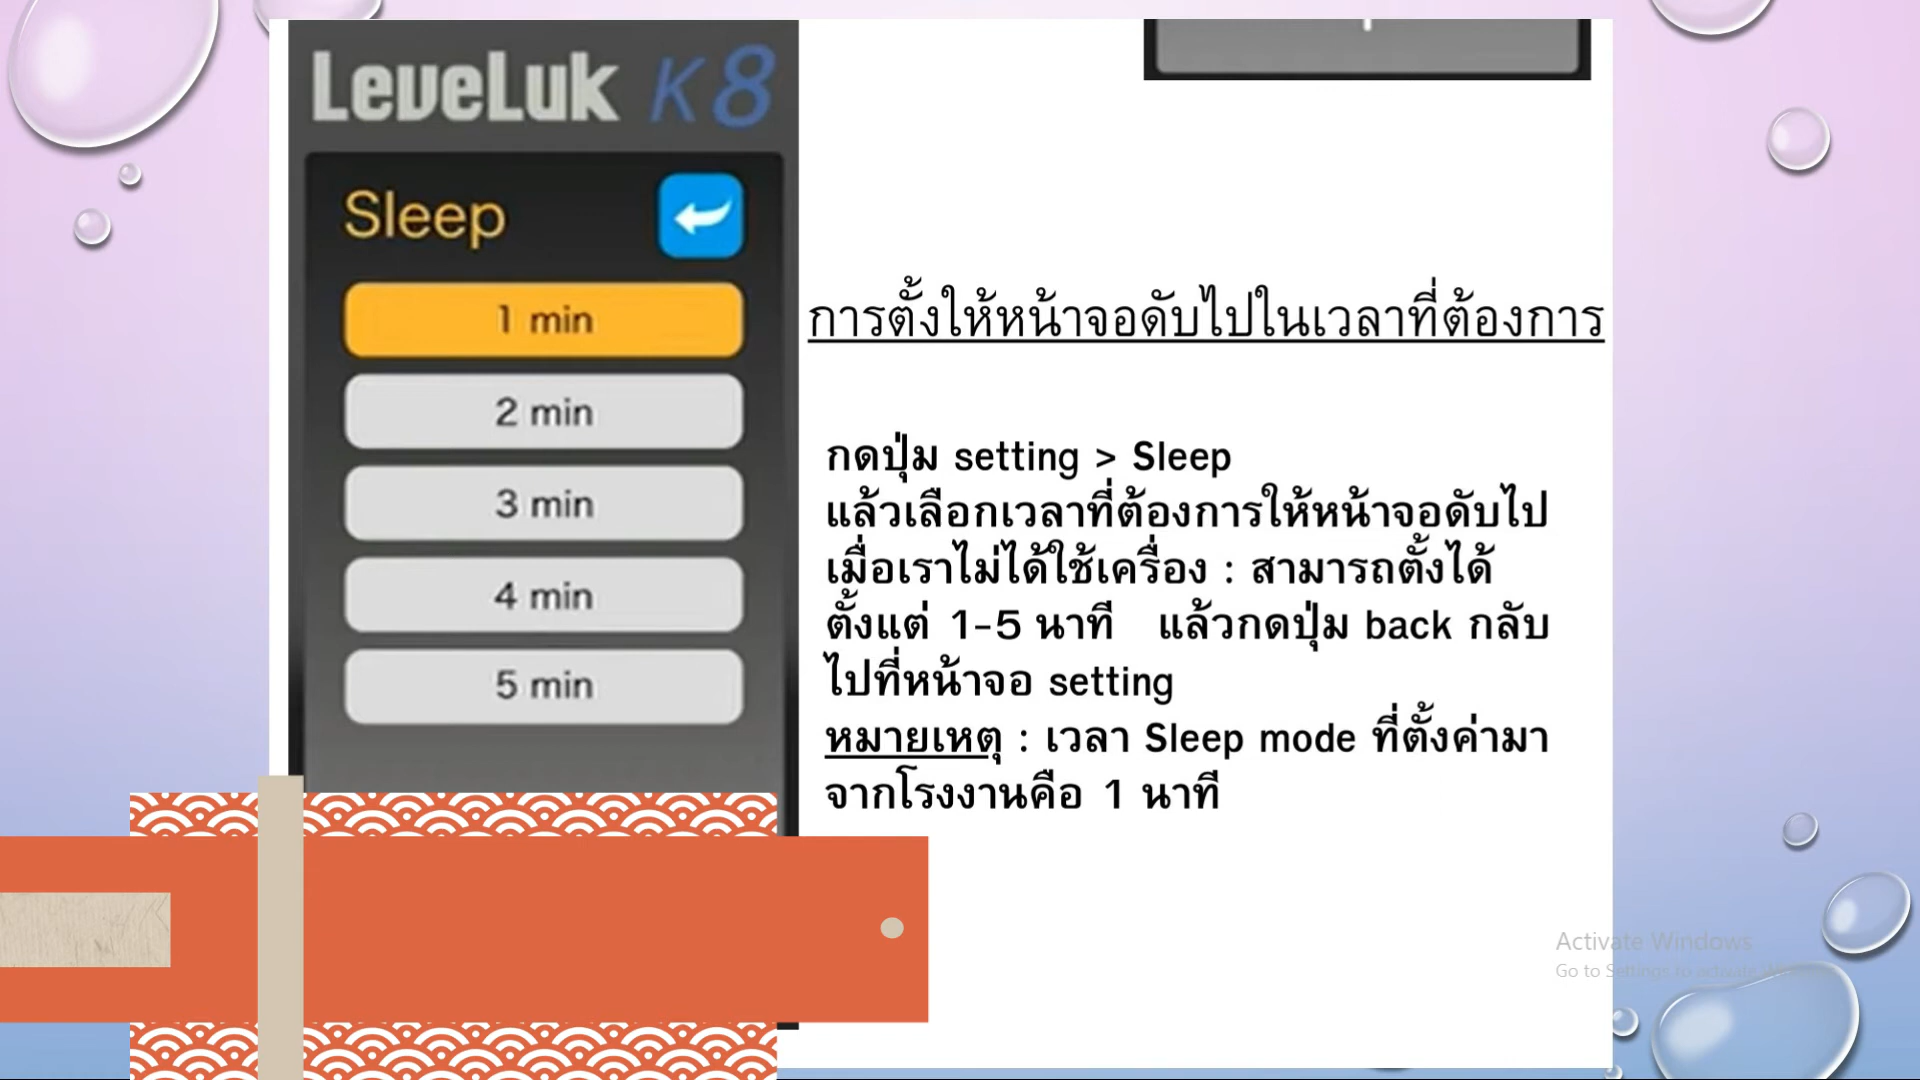 LeveLuk K8
Sleep
1 min
2 min
3 min
4 min
5 min
การตั้งให้หน้าจอดับไปในเวลาที่ต้องการ
กดปุ่ม setting > Sleep
แล้วเลือกเวลาที่ต้องการให้หน้าจอดับไป
เมื่อเราไม่ได้ใช้เครื่อง : สามารถตั้งได้
ตั้งแต่ 1-5 นาที แล้วกดปุ่ม back กลับ
ไปที่หน้าจอ setting
หมายเหตุ : เวลา Sleep mode ที่ตั้งค่ามา
จากโรงงานคือ 1 นาที
Activate Windows
Go to Settings to activate